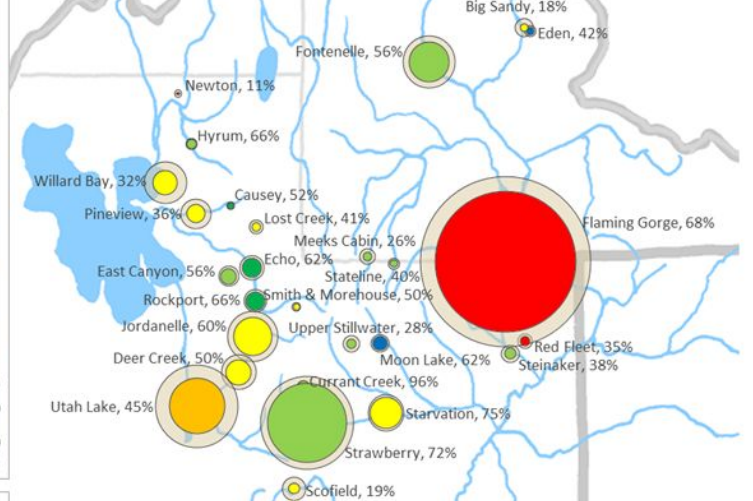 Big Sandy, 18%
Eden, 42%
Fontenelle, 56%
Newton, 11%
Hyrum, 66%
Willard Bay, 32%
Causey, 52%
Pineview, 36%
Lost Creek, 41%
Flaming Gorge, 68%
Meeks Cabin, 26%
Echo, 62%
East Canyon, 56%
Stateline, 40%
Smith & Morehouse, 50%
Rockport, 66%
Jordanelle, 60%
Upper Stillwater, 28%
Red Fleet, 35%
Deer Creek, 50%
Moon Lake, 62%
Steinaker, 38%
Currant Creek, 96%
Utah Lake, 45%
Starvation, 75%
Strawberry, 72%
Scofield, 19%